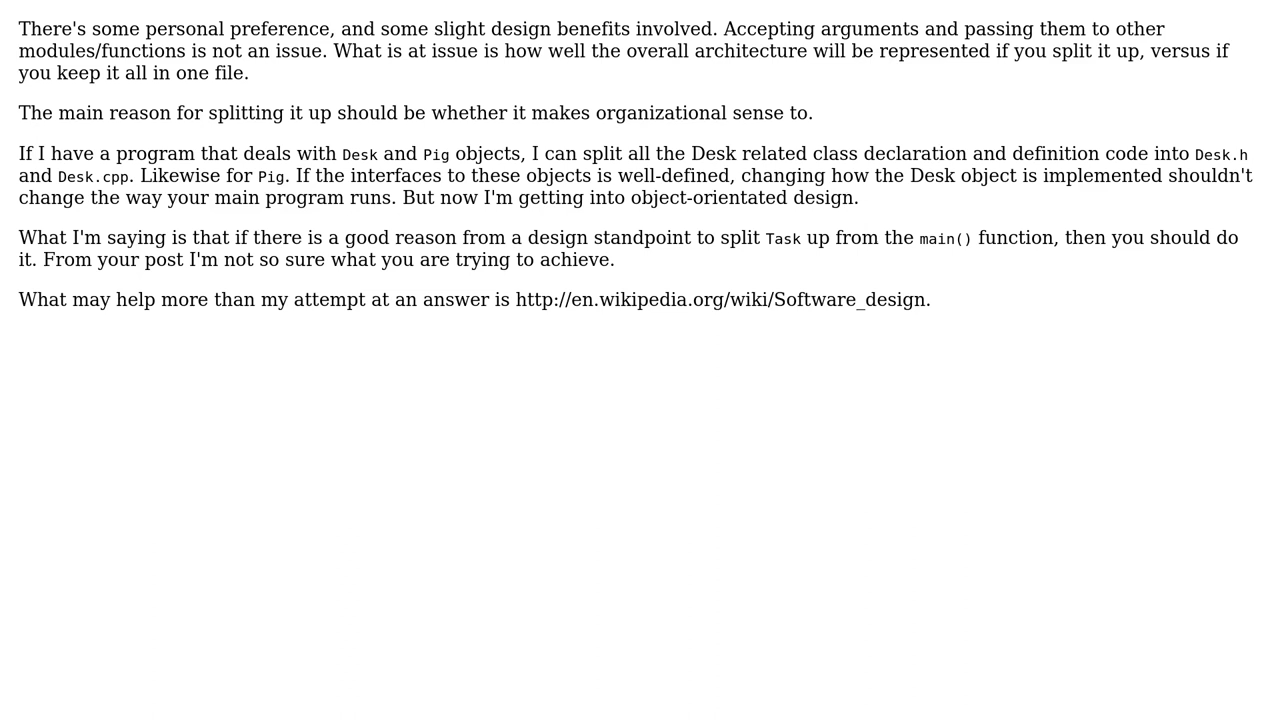 There's some personal preference, and some slight design benefits involved. Accepting arguments and passing them to other
modules/functions is not an issue. What is at issue is how well the overall architecture will be represented if you split it up, versus if
you keep it all in one file.
The main reason for splitting it up should be whether it makes organizational sense to.
If I have a program that deals with Desk and Pig objects, I can split all the Desk related class declaration and definition code into Desk.h
and Desk.cpp. Likewise for Pig. If the interfaces to these objects is well-defined, changing how the Desk object is implemented shouldn't
change the way your main program runs. But now I'm getting into object-orientated design.
What I'm saying is that if there is a good reason from a design standpoint to split Task up from the main() function, then you should do
it. From your post I'm not so sure what you are trying to achieve.
What may help more than my attempt at an answer is http://en.wikipedia.org/wiki/Software_design.